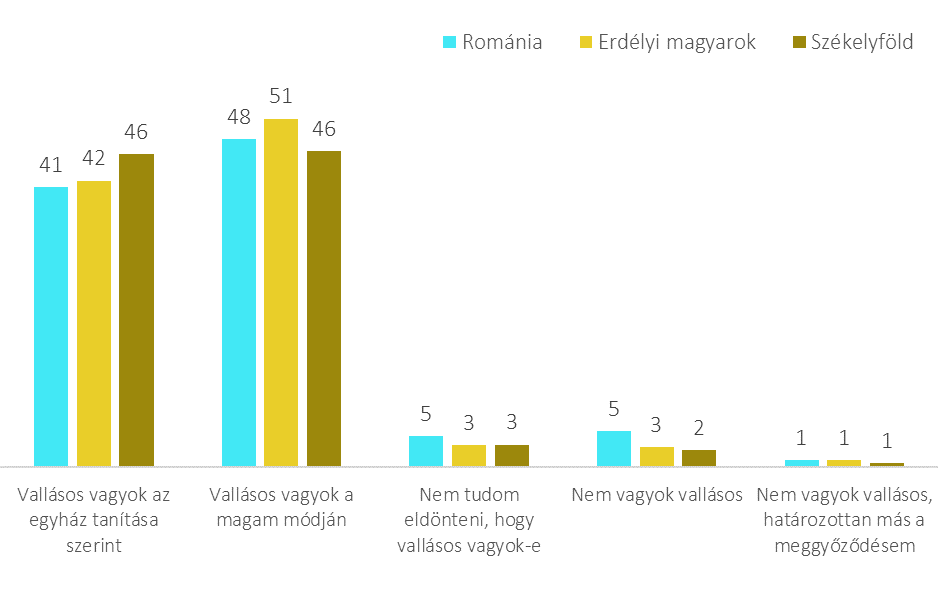 Románia Erdélyi magyarok Székelyföld
41 42 46
48 51 46
5 3 3
5 3 2
1 1 1
Vallásos vagyok az
egyház tanítása
szerint
Vallásos vagyok a
magam módján
Nem tudom
eldönteni, hogy
vallásos vagyok-e
Nem vagyok vallásos
Nem vagyok vallásos,
határozottan más a
meggyőződésem